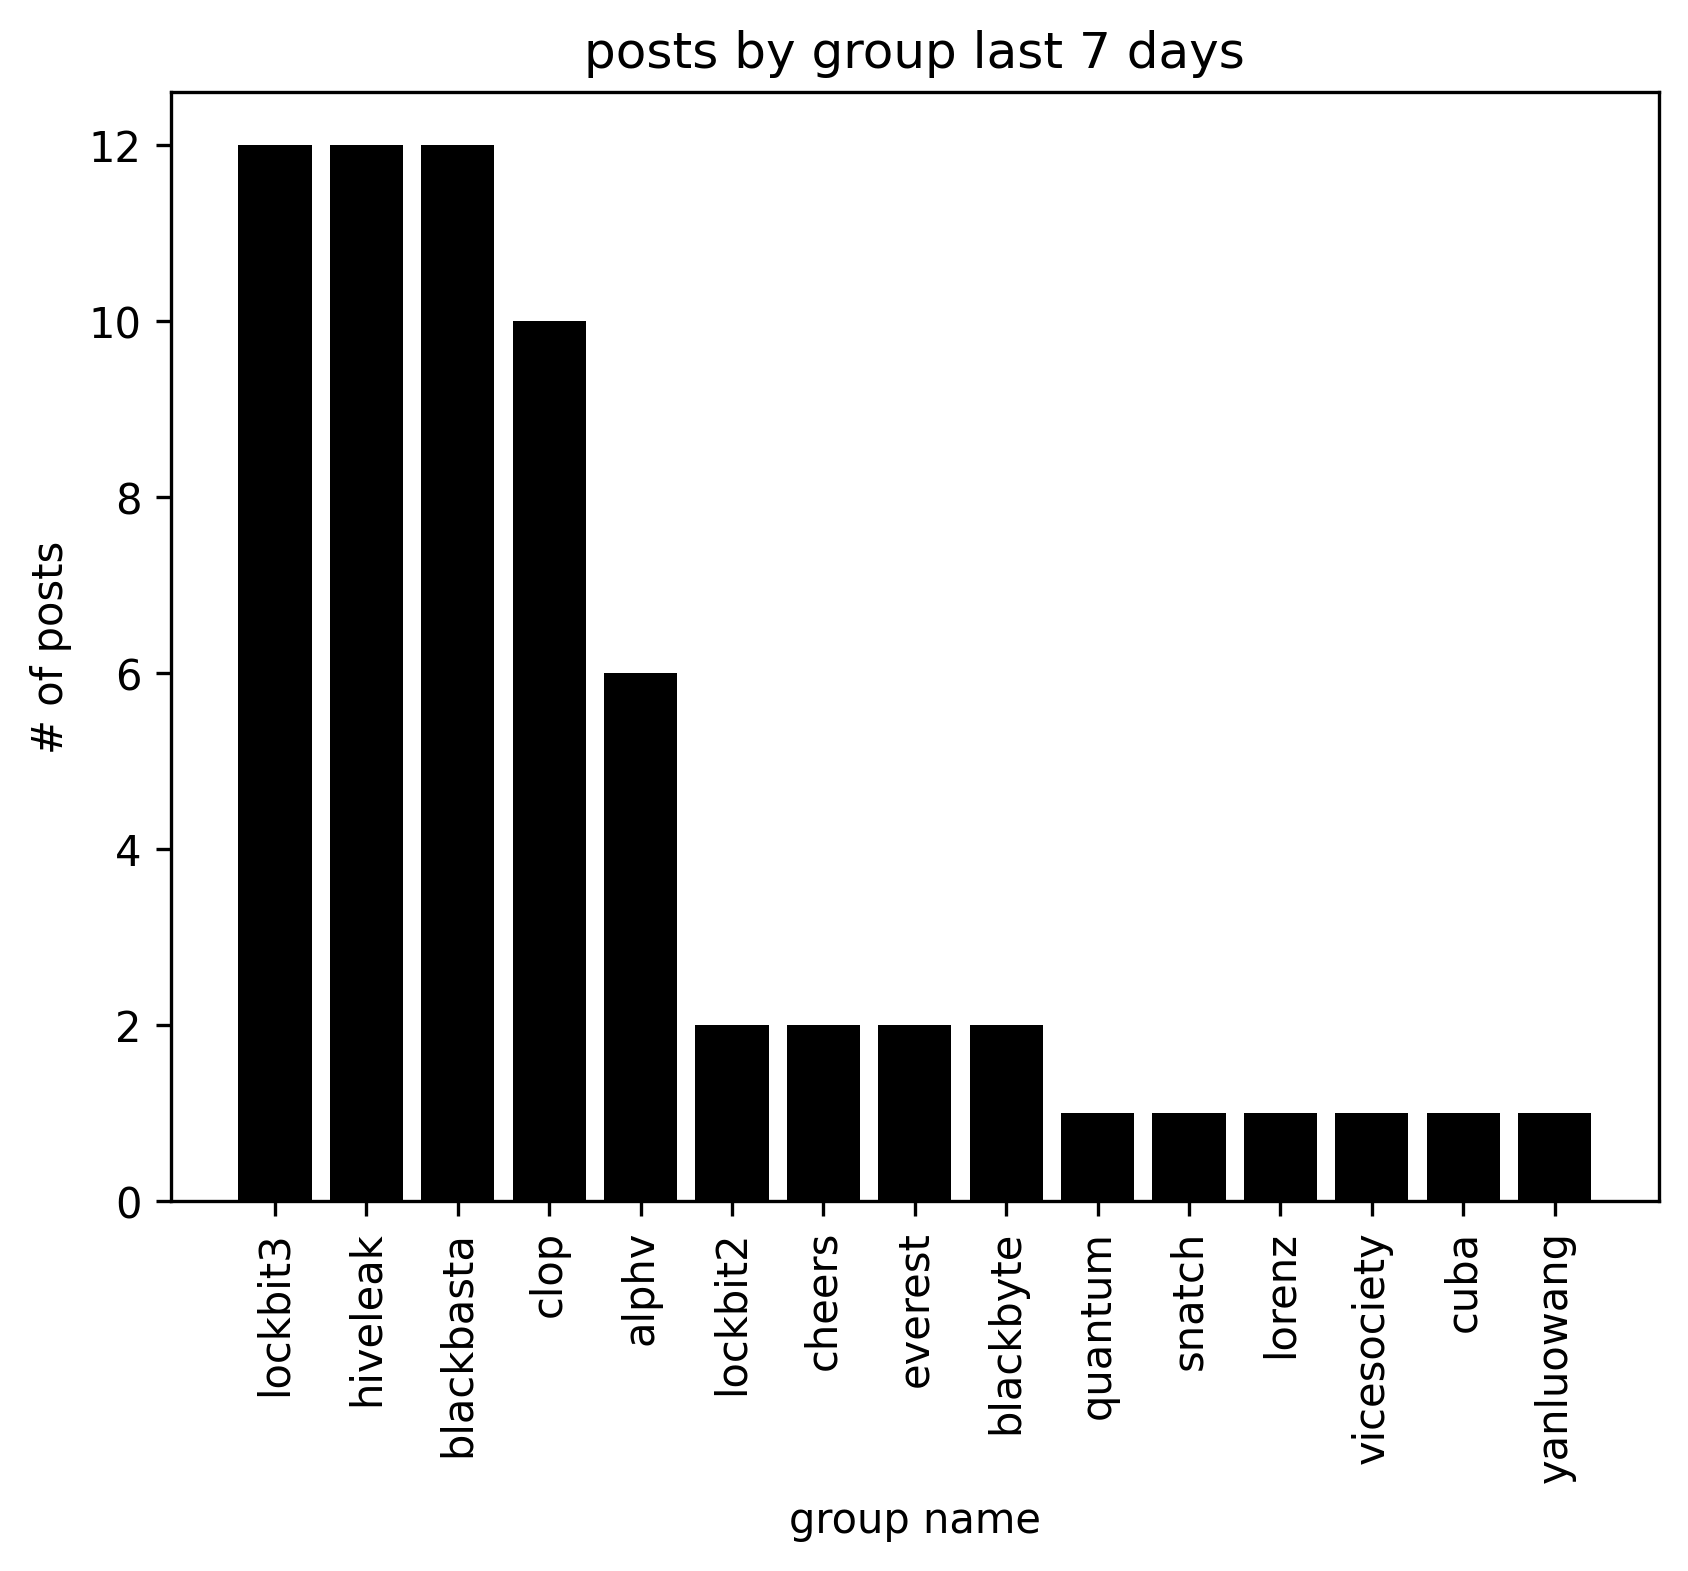 posts by group last 7 days
12
10
8
6
4
2
0
# of posts
lockbit3
hiveleak
blackbasta
clop
alphv
lockbit2
cheers
everest
blackbyte
quantum
snatch
lorenz
vicesociety
cuba
yanluowang
group name